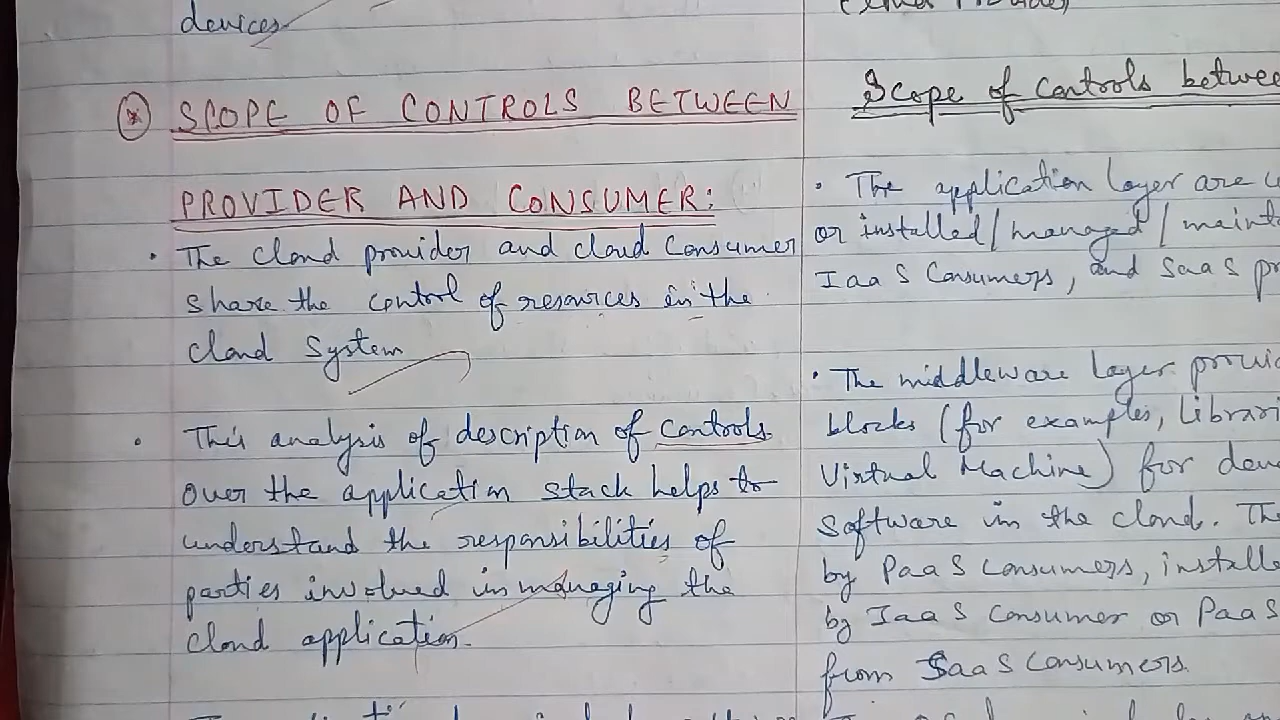 devices
SCOPE OF CONTROLS BETWEEN
PROVIDER AND CONSUMER:
• The cloud provider and cloud Consumer
share the control of resources in the
cloud System
• This analysis of description of controls
over the application stack helps to
understand the responsibilities of
parties involved in managing the
cloud application.
Scope of controls betwee
• The application layer are
or installed/managed/maint
IaaS Consumers, and SaaS pr
• The middleware layer provi
blocks (for examples, Librari
Virtual Machine) for deve
software in the cloud. Th
by PaaS consumers, installe
by IaaS consumer or PaaS
from SaaS consumers.